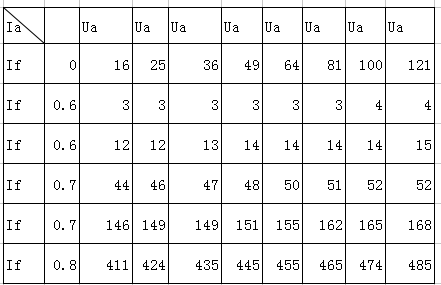 Ia Ua Ua Ua Ua Ua Ua Ua Ua
If 0 16 25 36 49 64 81 100 121
If 0.6 3 3 3 3 3 3 4 4
If 0.6 12 12 13 14 14 14 14 15
If 0.7 44 46 47 48 50 51 52 52
If 0.7 146 149 149 151 155 162 165 168
If 0.8 411 424 435 445 455 465 474 485